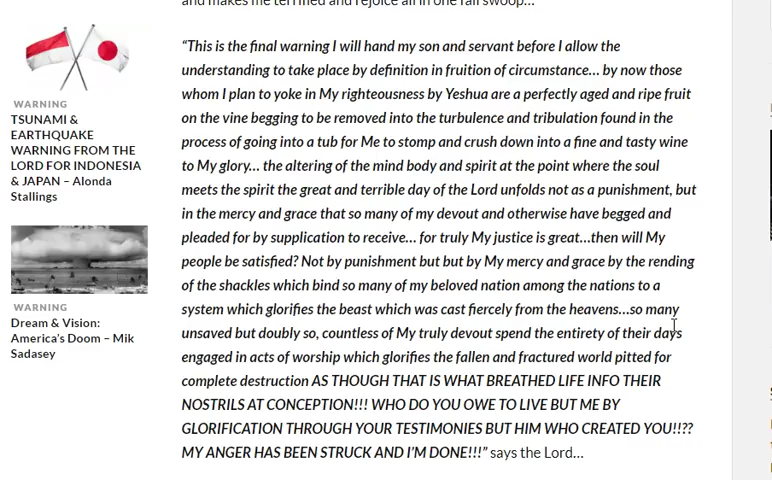 and makes me terrified and rejoice all in one fall swoop...
WARNING
TSUNAMI &
EARTHQUAKE
WARNING FROM THE
LORD FOR INDONESIA
& JAPAN – Alonda
Stallings
WARNING
Dream & Vision:
America's Doom – Mik
Sadasey
“This is the final warning I will hand my son and servant before I allow the
understanding to take place by definition in fruition of circumstance... by now those
whom I plan to yoke in My righteousness by Yeshua are a perfectly aged and ripe fruit
on the vine begging to be removed into the turbulence and tribulation found in the
process of going into a tub for Me to stomp and crush down into a fine and tasty wine
to My glory... the altering of the mind body and spirit at the point where the soul
meets the spirit the great and terrible day of the Lord unfolds not as a punishment, but
in the mercy and grace that so many of my devout and otherwise have begged and
pleaded for by supplication to receive... for truly My justice is great...then will My
people be satisfied? Not by punishment but but by My mercy and grace by the rending
of the shackles which bind so many of my beloved nation among the nations to a
system which glorifies the beast which was cast fiercely from the heavens...so many
unsaved but doubly so, countless of My truly devout spend the entirety of their days
engaged in acts of worship which glorifies the fallen and fractured world pitted for
complete destruction AS THOUGH THAT IS WHAT BREATHED LIFE INFO THEIR
NOSTRILS AT CONCEPTION!!! WHO DO YOU OWE TO LIVE BUT ME BY
GLORIFICATION THROUGH YOUR TESTIMONIES BUT HIM WHO CREATED YOU!!??
MY ANGER HAS BEEN STRUCK AND I'M DONE!!!” says the Lord...